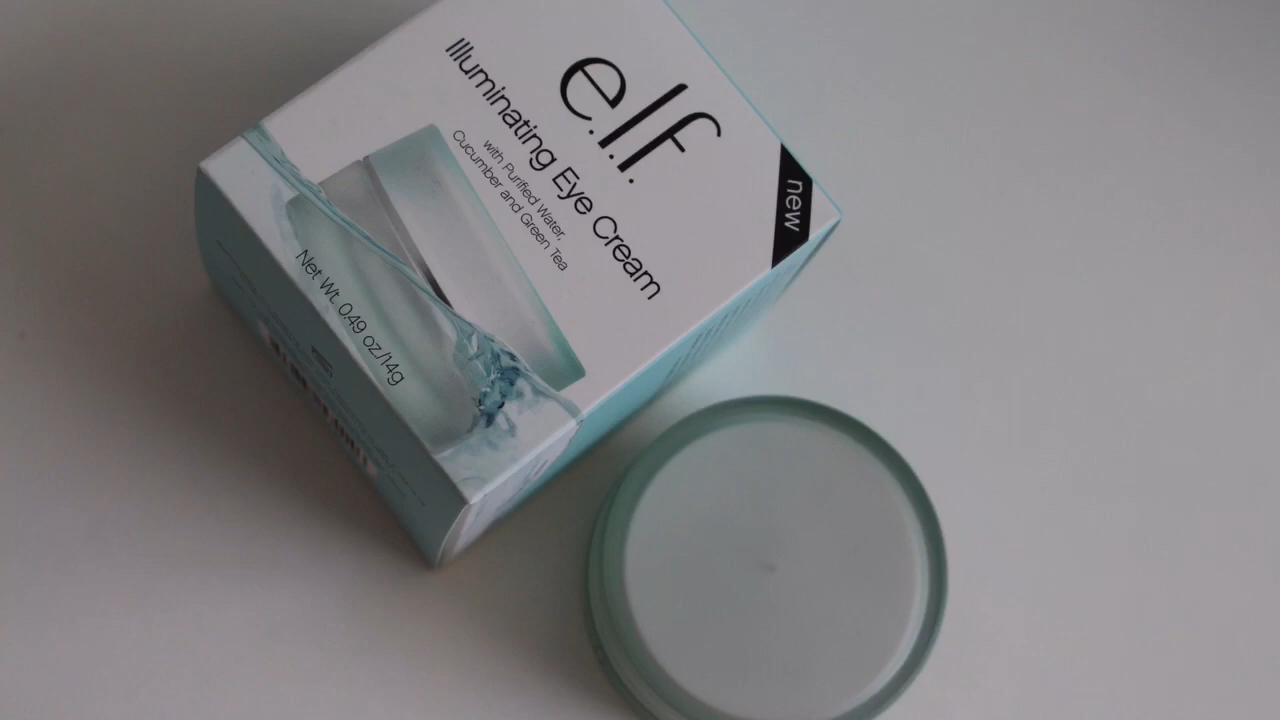 e.l.f.
Illuminating Eye Cream
with Purified Water,
Cucumber and Green Tea
new
Net Wt. 0.49 oz/14g